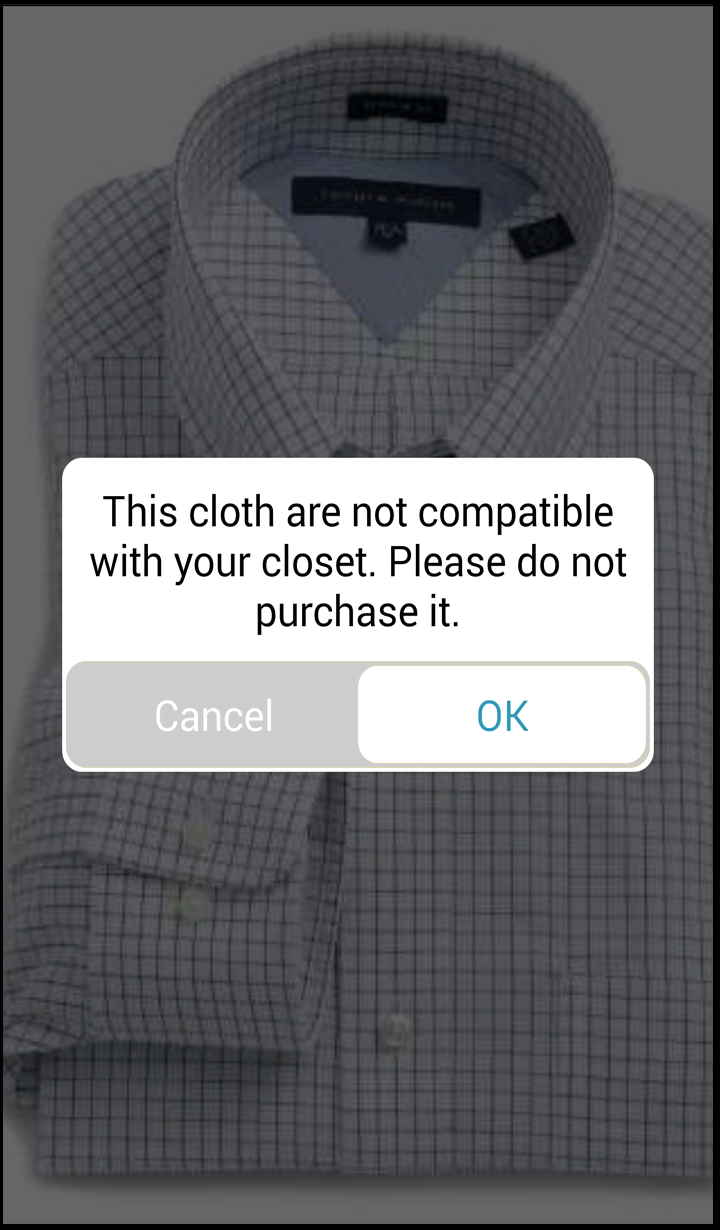 This cloth are not compatible
with your closet. Please do not
purchase it.
Cancel
OK